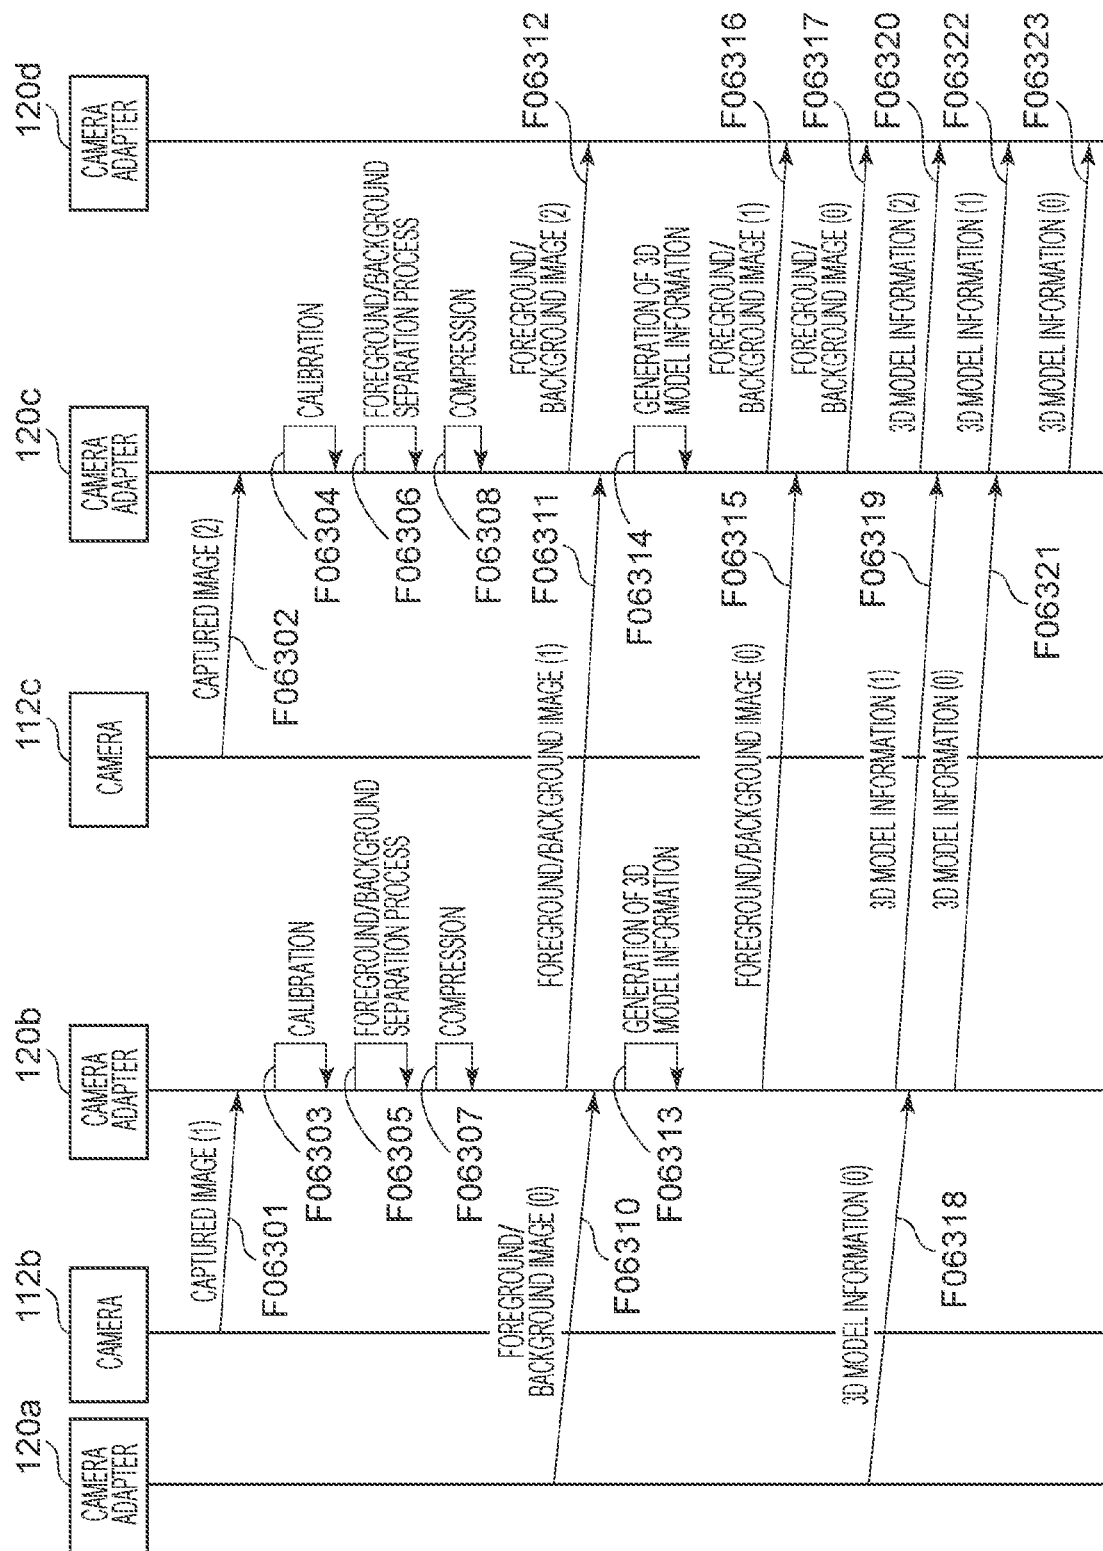 120a
112b
120b
112c
120c
120d
CAMERA
ADAPTER
CAMERA
CAMERA
ADAPTER
CAMERA
CAMERA
ADAPTER
CAMERA
ADAPTER
CAPTURED IMAGE (1)
F06301
CAPTURED IMAGE (2)
F06302
F06303
CALIBRATION
F06304
CALIBRATION
F06305
FOREGROUND/BACKGROUND
SEPARATION PROCESS
F06306
FOREGROUND/BACKGROUND
SEPARATION PROCESS
F06307
COMPRESSION
F06308
COMPRESSION
FOREGROUND/
BACKGROUND IMAGE (0)
F06310
FOREGROUND/BACKGROUND IMAGE (1)
F06311
FOREGROUND/
BACKGROUND IMAGE (2)
F06312
F06313
GENERATION OF 3D
MODEL INFORMATION
F06314
GENERATION OF 3D
MODEL INFORMATION
FOREGROUND/BACKGROUND IMAGE (0)
F06315
FOREGROUND/
BACKGROUND IMAGE (1)
F06316
FOREGROUND/
BACKGROUND IMAGE (0)
F06317
3D MODEL INFORMATION (0)
F06318
3D MODEL INFORMATION (1)
F06319
3D MODEL INFORMATION (2)
F06320
3D MODEL INFORMATION (0)
F06321
3D MODEL INFORMATION (1)
F06322
3D MODEL INFORMATION (0)
F06323